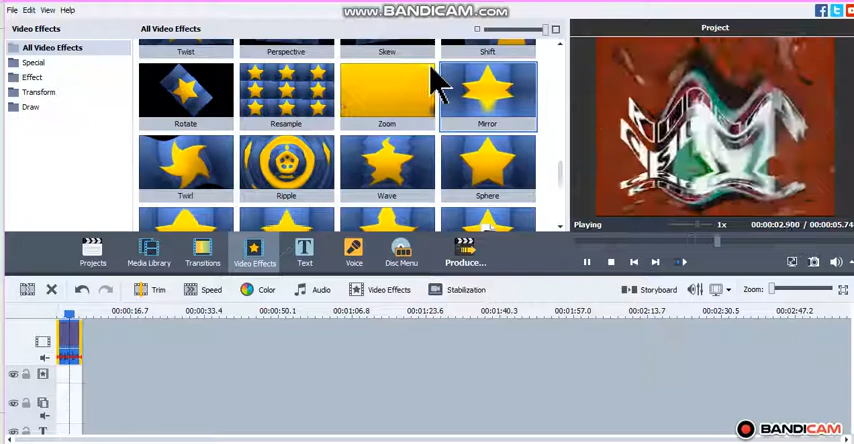 www.BANDICAM.com
File Edit View Help
Video Effects
All Video Effects
Project
All Video Effects
Special
Effect
Transform
Draw
Twist
Perspective
Skew
Shift
Rotate
Resample
Zoom
Mirror
Twirl
Ripple
Wave
Sphere
Playing
1x
00:00:02.900 / 00:00:05.74
Projects
Media Library
Transitions
Video Effects
Text
Voice
Disc Menu
Produce...
Trim
Speed
Color
Audio
Video Effects
Stabilization
Storyboard
Zoom:
00:00:16.7 00:00:33.4 00:00:50.1 00:01:06.8 00:01:23.6 00:01:40.3 00:01:57.0 00:02:13.7 00:02:30.5 00:02:47.2
T
BANDICAM